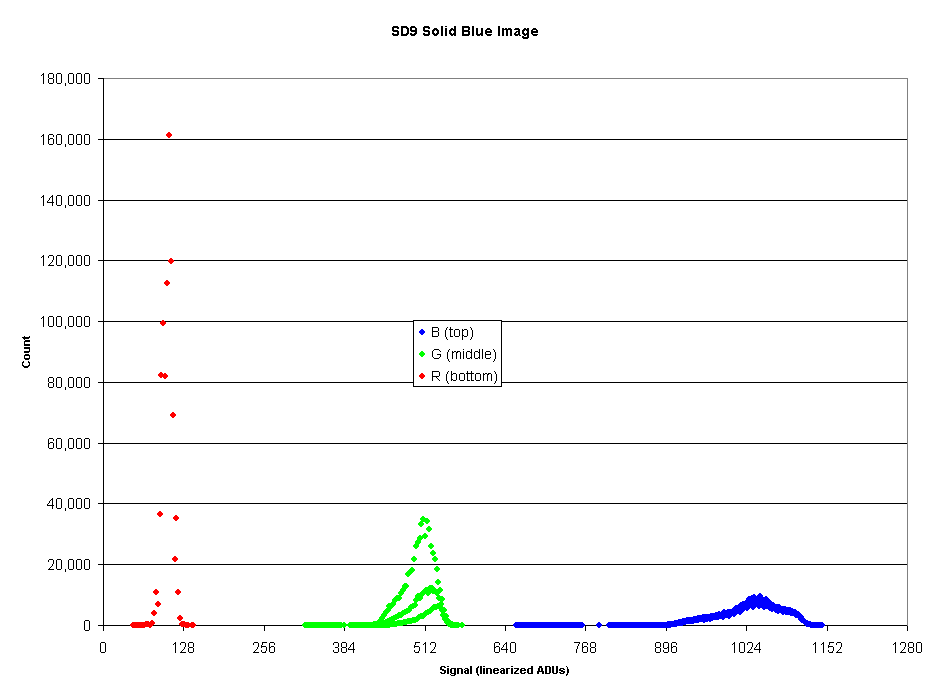 SD9 Solid Blue Image
180,000
160,000
140,000
120,000
100,000
80,000
60,000
40,000
20,000
0
Count
B (top)
G (middle)
R (bottom)
0 128 256 384 512 640 768 896 1024 1152 1280
Signal (linearized ADUs)